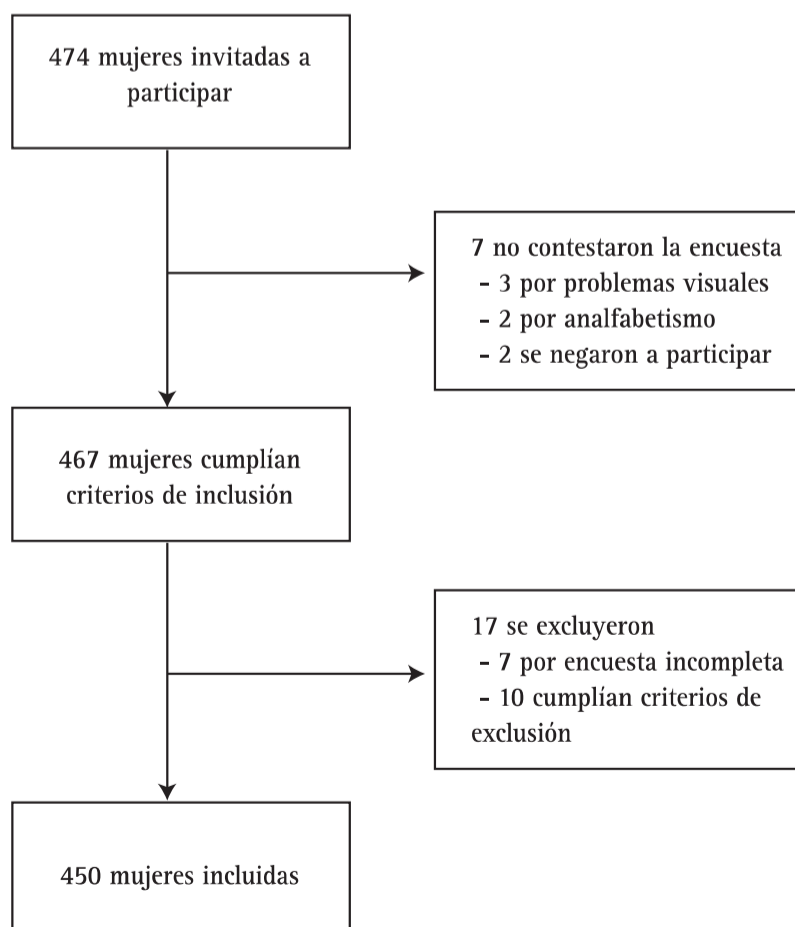 474 mujeres invitadas a
participar
7 no contestaron la encuesta
- 3 por problemas visuales
- 2 por analfabetismo
- 2 se negaron a participar
467 mujeres cumplían
criterios de inclusión
17 se excluyeron
- 7 por encuesta incompleta
- 10 cumplían criterios de
exclusión
450 mujeres incluidas